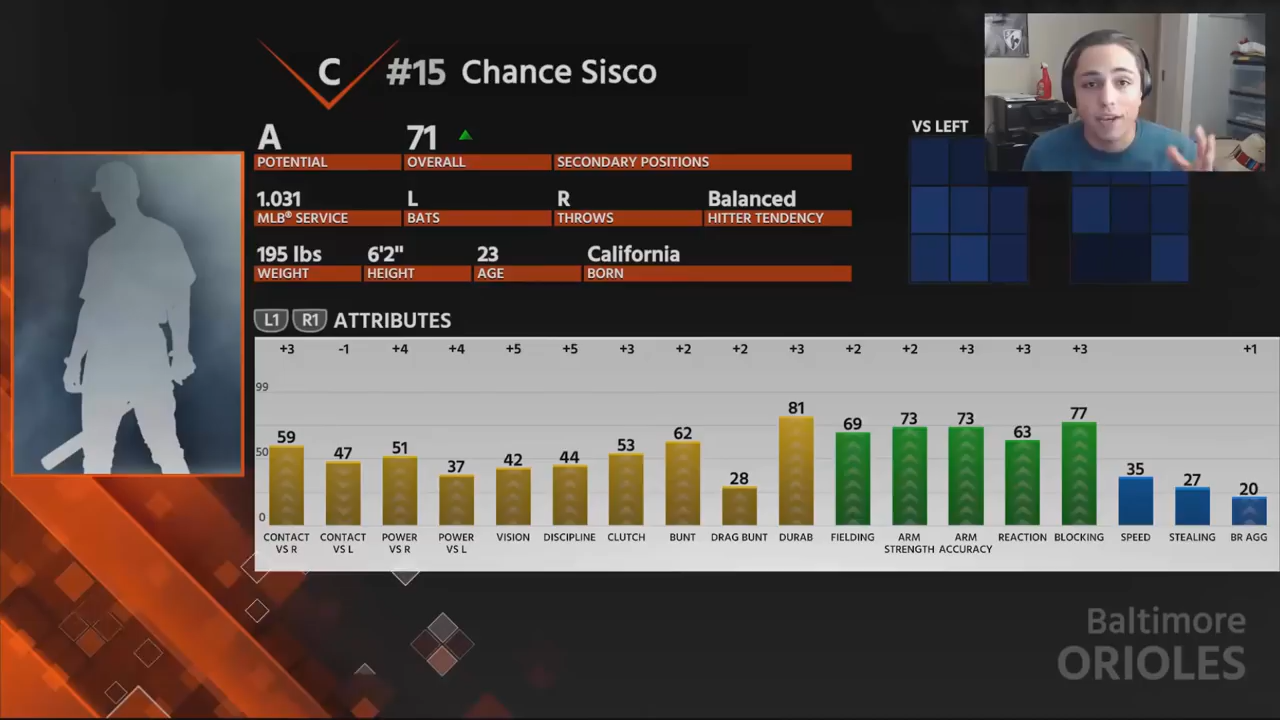 C #15 Chance Sisco
A 71
POTENTIAL OVERALL SECONDARY POSITIONS
1.031 L R Balanced
MLB® SERVICE BATS THROWS HITTER TENDENCY
195 lbs 6'2" 23 California
WEIGHT HEIGHT AGE BORN
VS LEFT
L1 R1 ATTRIBUTES
+3 -1 +4 +4 +5 +5 +3 +2 +2 +3 +2 +2 +3 +3 +3 +1
99
50
0
59 47 51 37 42 44 53 62 28 81 69 73 73 63 77 35 27 20
CONTACT VS R CONTACT VS L POWER VS R POWER VS L VISION DISCIPLINE CLUTCH BUNT DRAG BUNT DURAB FIELDING ARM STRENGTH ARM ACCURACY REACTION BLOCKING SPEED STEALING BR AGG
Baltimore
ORIOLES